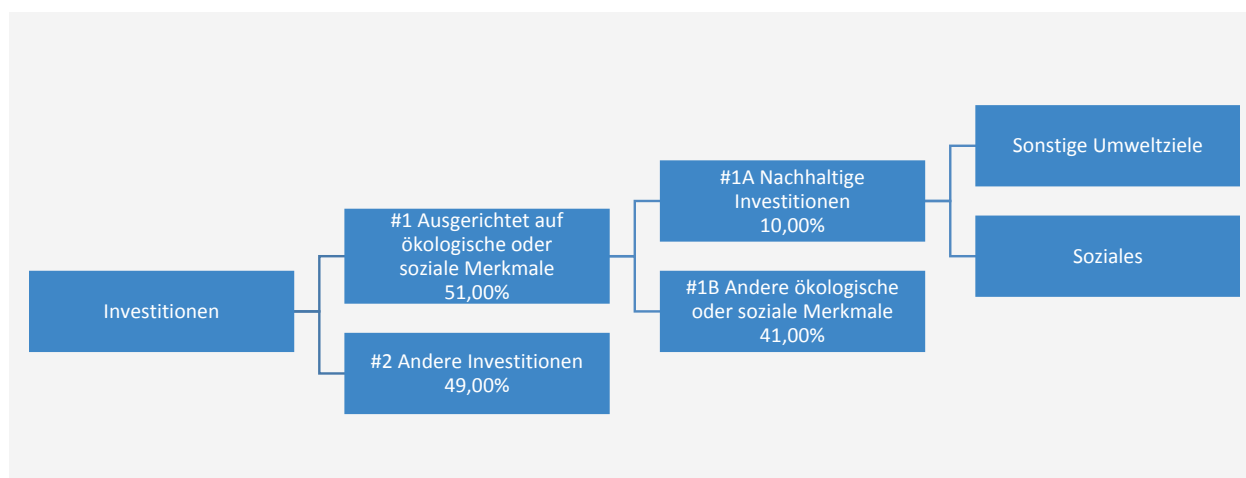 Investitionen
#1 Ausgerichtet auf
ökologische oder
soziale Merkmale
51,00%
#2 Andere Investitionen
49,00%
#1A Nachhaltige
Investitionen
10,00%
#1B Andere ökologische
oder soziale Merkmale
41,00%
Sonstige Umweltziele
Soziales